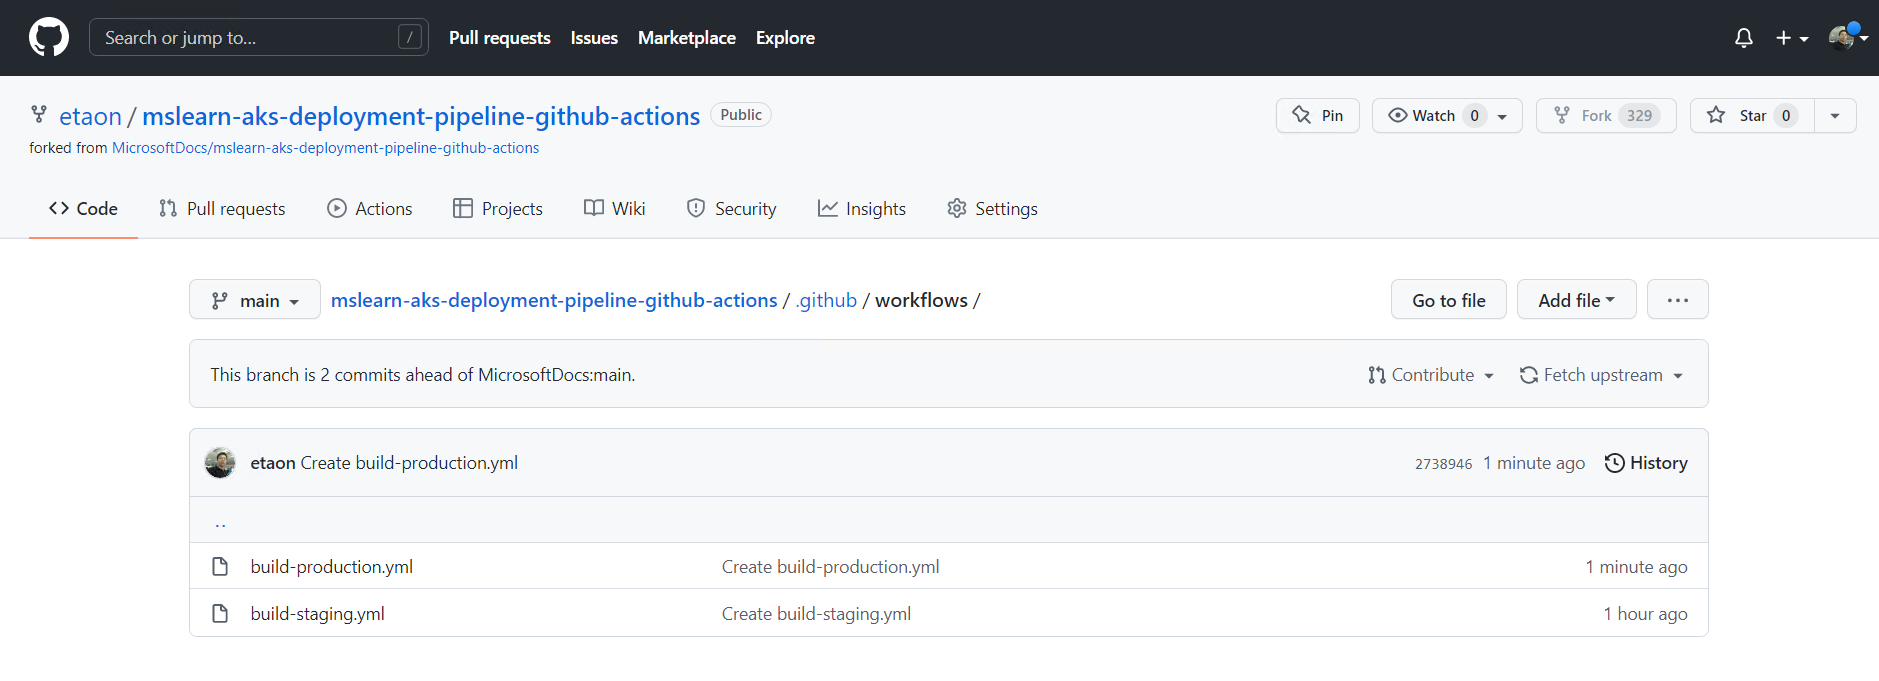 Search or jump to... /
Pull requests Issues Marketplace Explore
etaon / mslearn-aks-deployment-pipeline-github-actions Public
Pin Watch 0 Fork 329 Star 0
forked from MicrosoftDocs/mslearn-aks-deployment-pipeline-github-actions
Code Pull requests Actions Projects Wiki Security Insights Settings
main mslearn-aks-deployment-pipeline-github-actions / .github / workflows /
Go to file Add file ...
This branch is 2 commits ahead of MicrosoftDocs:main.
Contribute Fetch upstream
etaon Create build-production.yml 2738946 1 minute ago History
..
build-production.yml Create build-production.yml 1 minute ago
build-staging.yml Create build-staging.yml 1 hour ago